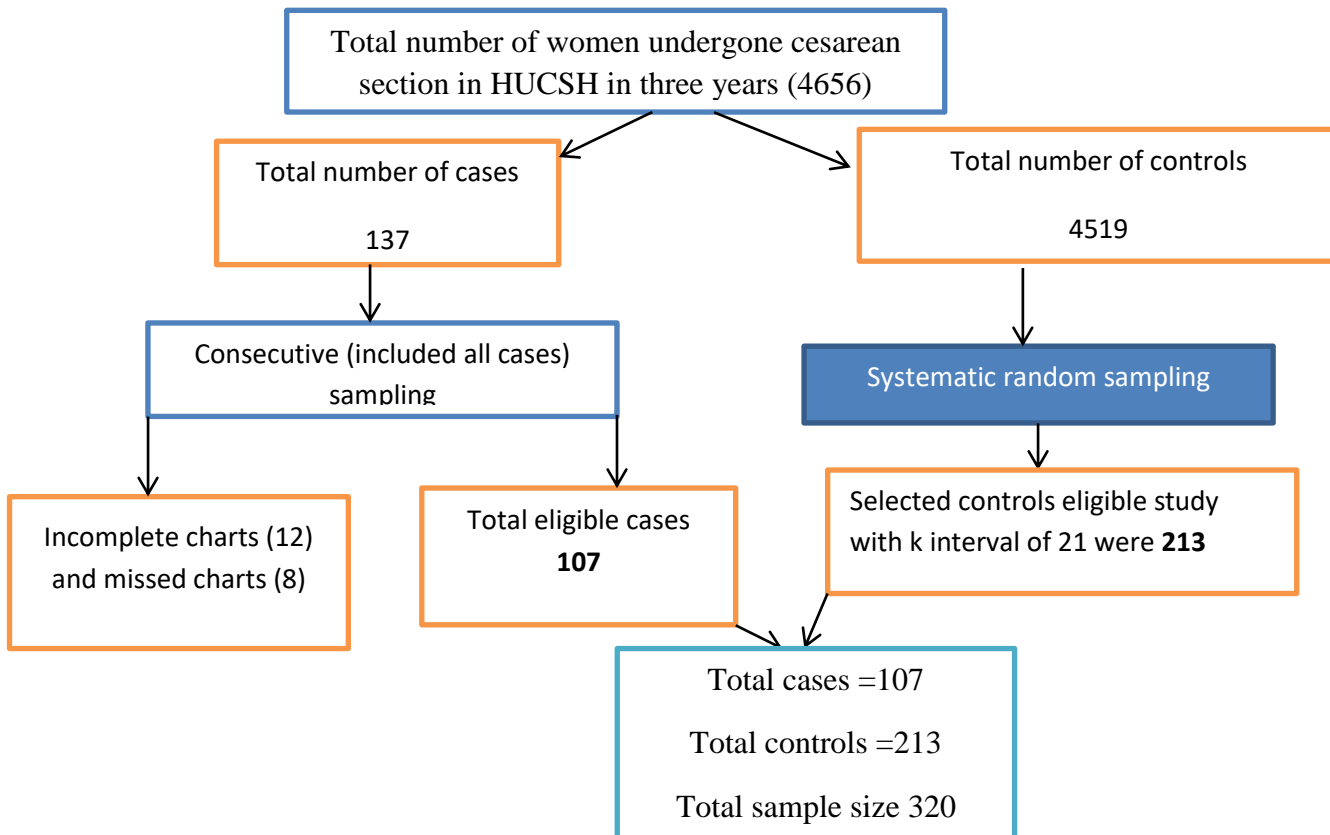 Total number of women undergone cesarean
section in HUCSH in three years (4656)
Total number of cases
137
Total number of controls
4519
Consecutive (included all cases)
sampling
Systematic random sampling
Incomplete charts (12)
and missed charts (8)
Total eligible cases
107
Selected controls eligible study
with k interval of 21 were 213
Total cases =107
Total controls =213
Total sample size 320